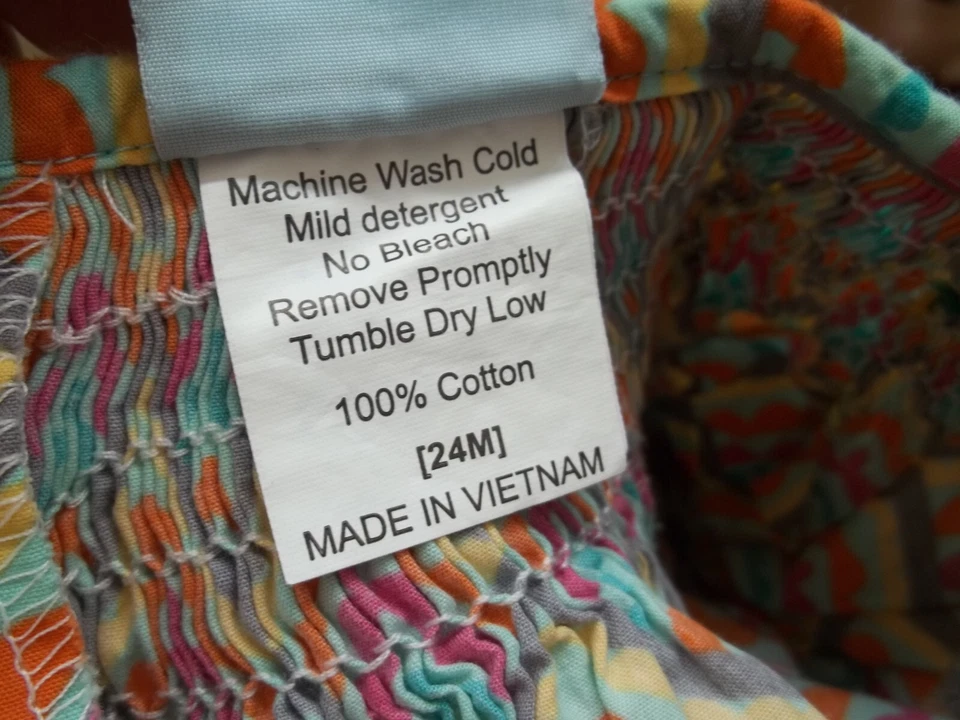 Machine Wash Cold
Mild detergent
No Bleach
Remove Promptly
Tumble Dry Low
100% Cotton
[24M]
MADE IN VIETNAM